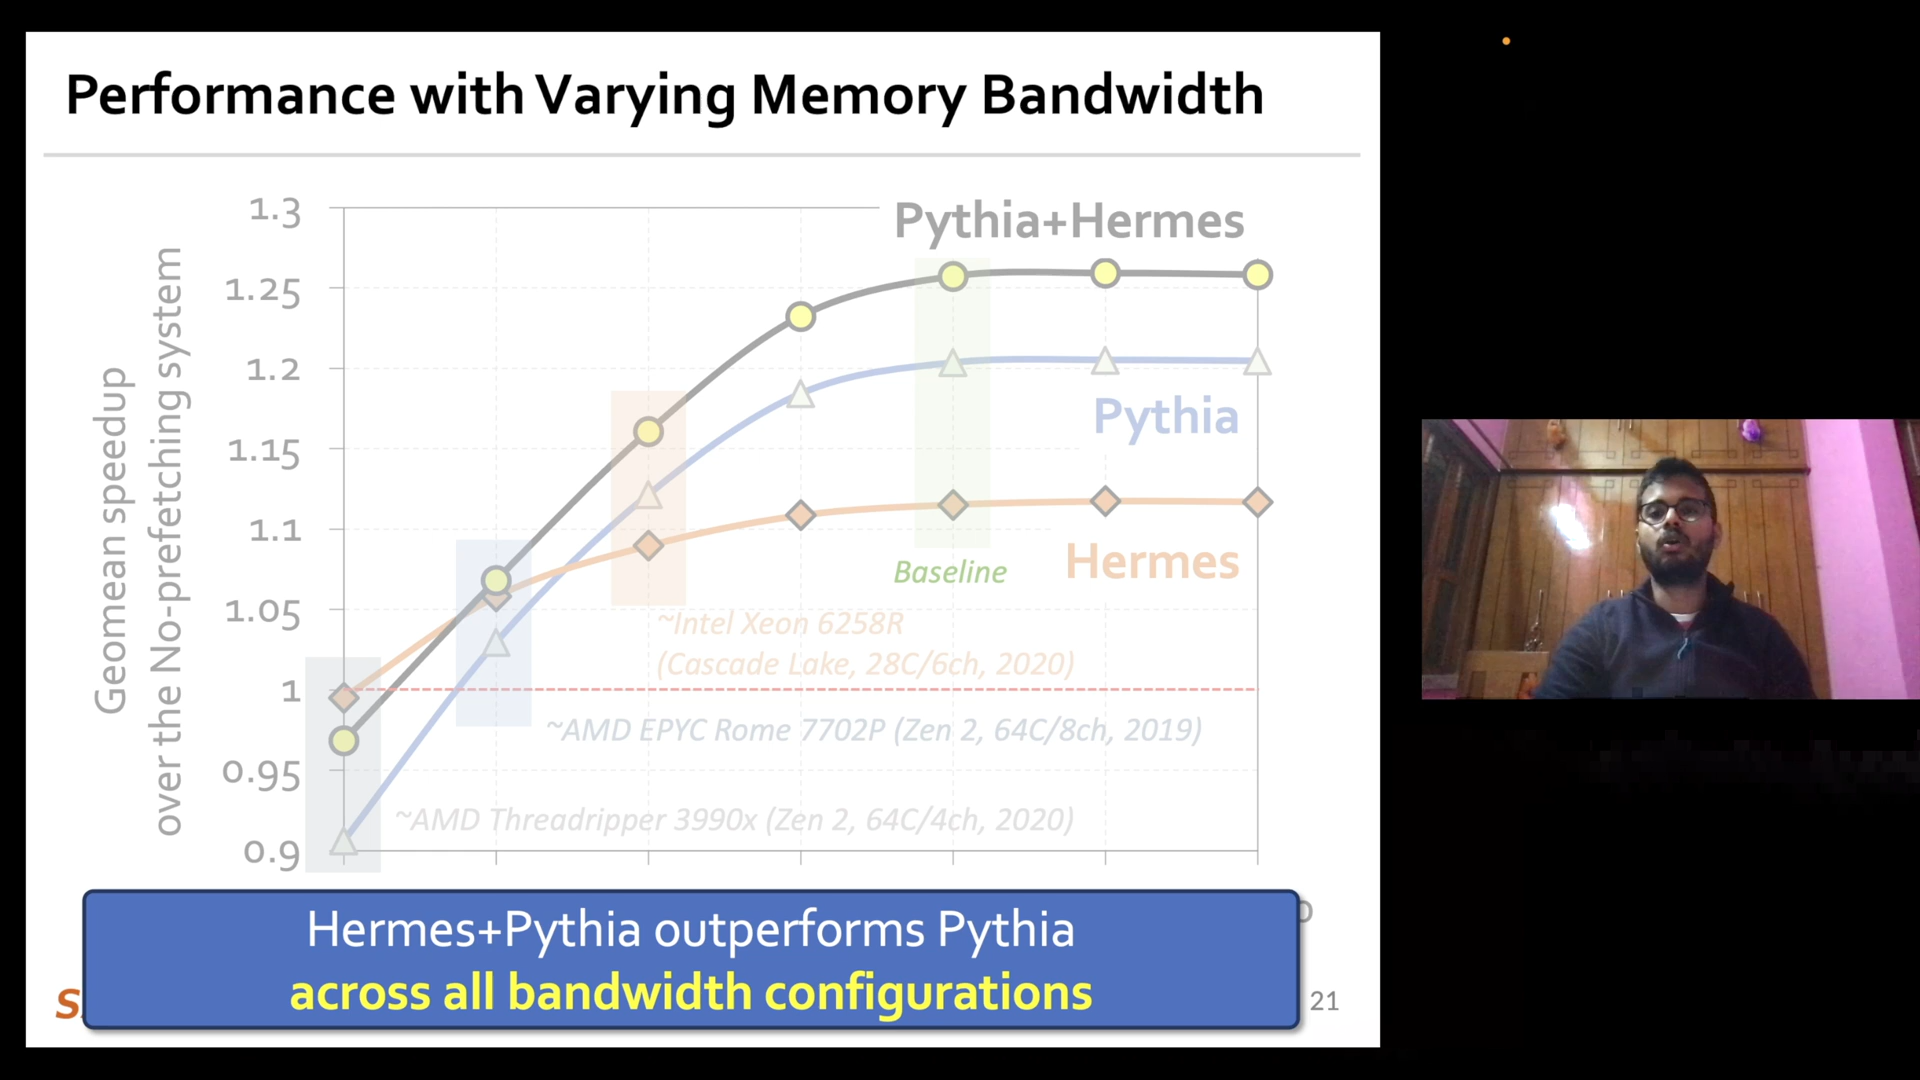 Performance with Varying Memory Bandwidth
Geomean speedup
over the No-prefetching system
1.3
1.25
1.2
1.15
1.1
1.05
1
0.95
0.9
Pythia+Hermes
Pythia
Hermes
Baseline
~Intel Xeon 6258R
(Cascade Lake, 28C/6ch, 2020)
~AMD EPYC Rome 7702P (Zen 2, 64C/8ch, 2019)
~AMD Threadripper 3990x (Zen 2, 64C/4ch, 2020)
Hermes+Pythia outperforms Pythia
across all bandwidth configurations
21